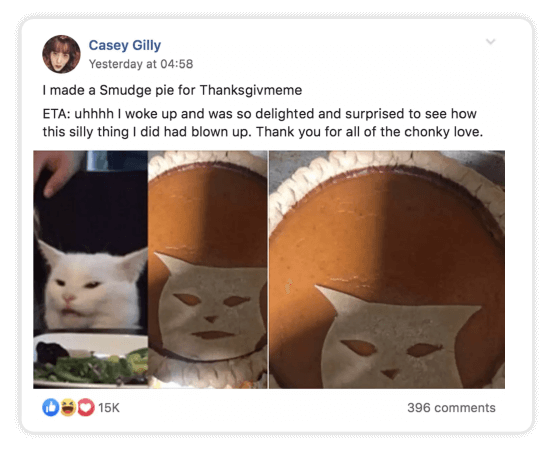 Casey Gilly
Yesterday at 04:58
I made a Smudge pie for Thanksgivmeme
ETA: uhhhh I woke up and was so delighted and surprised to see how
this silly thing I did had blown up. Thank you for all of the chonky love.
15K
396 comments